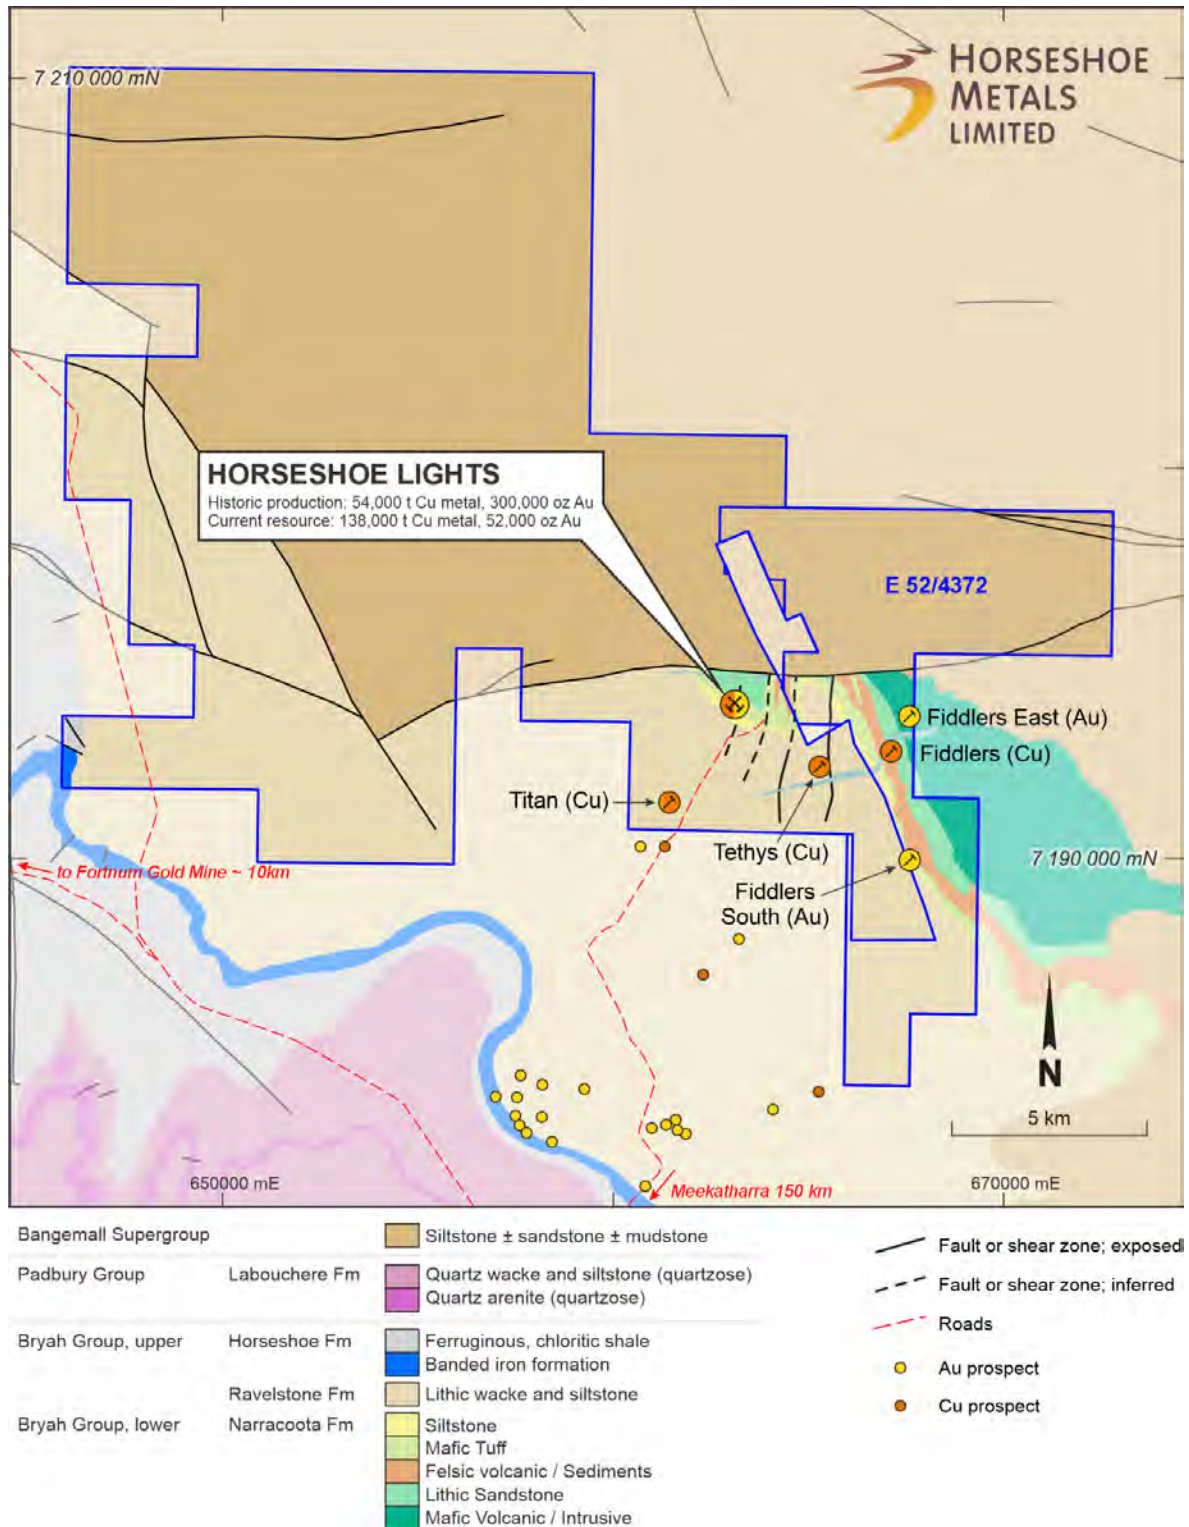 7 210 000 mN
HORSESHOE
METALS
LIMITED
HORSESHOE LIGHTS
Historic production: 54,000 t Cu metal, 300,000 oz Au
Current resource: 138,000 t Cu metal, 52,000 oz Au
E 52/4372
Fiddlers East (Au)
Fiddlers (Cu)
Titan (Cu)
Tethys (Cu)
7 190 000 mN
to Fortnum Gold Mine ~ 10km
Fiddlers
South (Au)
N
5 km
650000 mE
Meekatharra 150 km
670000 mE
Bangemall Supergroup Siltstone ± sandstone ± mudstone
Padbury Group Labouchere Fm Quartz wacke and siltstone (quartzose)
Quartz arenite (quartzose)
Bryah Group, upper Horseshoe Fm Ferruginous, chloritic shale
Banded iron formation
Ravelstone Fm Lithic wacke and siltstone
Bryah Group, lower Narracoota Fm Siltstone
Mafic Tuff
Felsic volcanic / Sediments
Lithic Sandstone
Mafic Volcanic / Intrusive
Fault or shear zone; exposed
Fault or shear zone; inferred
Roads
Au prospect
Cu prospect